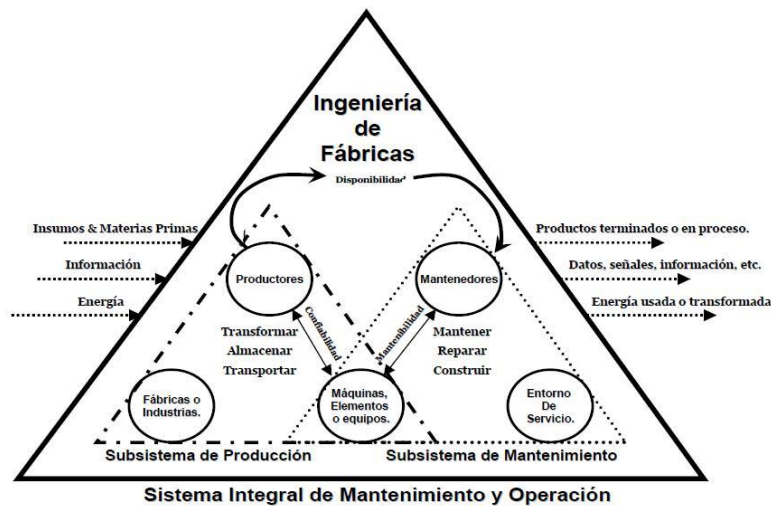 Ingeniería
de
Fábricas
Disponibilidad
Insumos & Materias Primas
Información
Energía
Productos terminados o en proceso.
Datos, señales, información, etc.
Energía usada o transformada
Productores
Mantenedores
Confiabilidad
Mantenibilidad
Transformar
Almacenar
Transportar
Mantener
Reparar
Construir
Fábricas o
Industrias.
Máquinas,
Elementos
o equipos.
Entorno
De
Servicio.
Subsistema de Producción
Subsistema de Mantenimiento
Sistema Integral de Mantenimiento y Operación